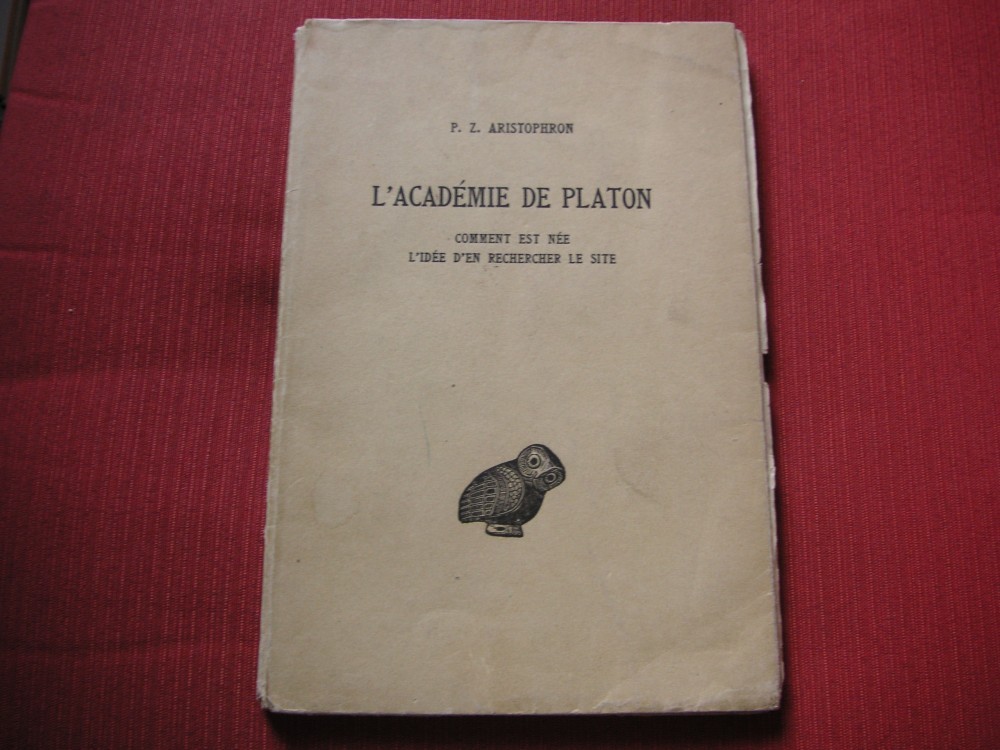 P. Z. ARISTOPHRON
L'ACADÉMIE DE PLATON
COMMENT EST NÉE
L'IDÉE D'EN RECHERCHER LE SITE